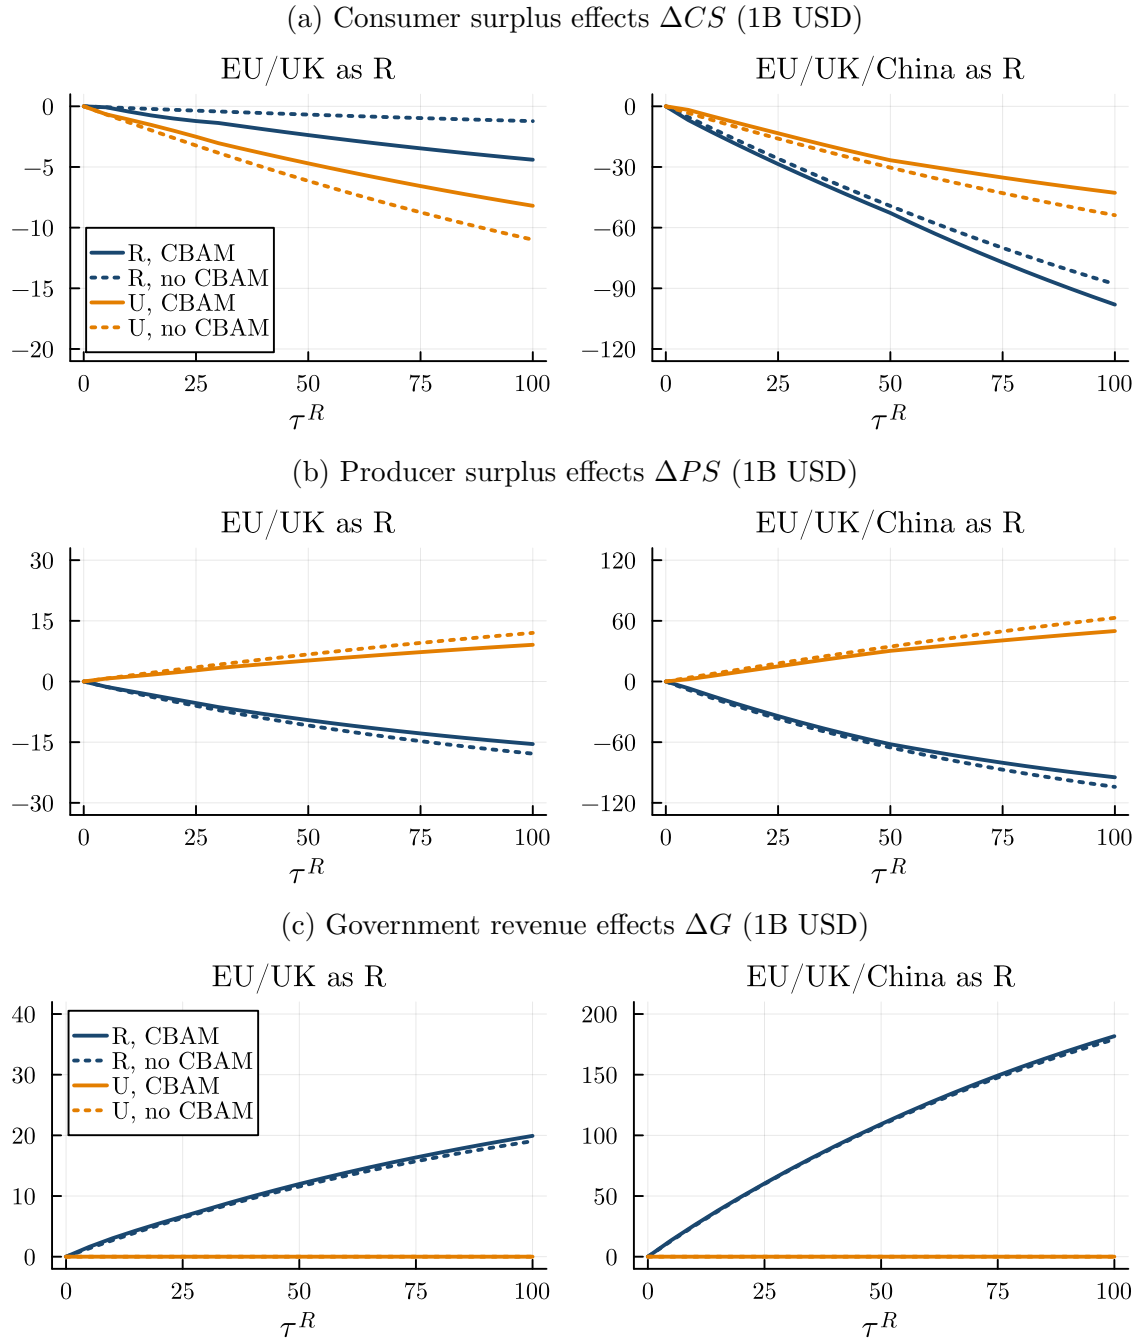 (a) Consumer surplus effects ΔCS (1B USD)
EU/UK as R
EU/UK/China as R
0
−5
−10
−15
−20
R, CBAM
R, no CBAM
U, CBAM
U, no CBAM
0 25 50 75 100
τ^R
0
−30
−60
−90
−120
0 25 50 75 100
τ^R
(b) Producer surplus effects ΔPS (1B USD)
EU/UK as R
EU/UK/China as R
30
15
0
−15
−30
0 25 50 75 100
τ^R
120
60
0
−60
−120
0 25 50 75 100
τ^R
(c) Government revenue effects ΔG (1B USD)
EU/UK as R
EU/UK/China as R
40
30
20
10
0
R, CBAM
R, no CBAM
U, CBAM
U, no CBAM
0 25 50 75 100
τ^R
200
150
100
50
0
0 25 50 75 100
τ^R